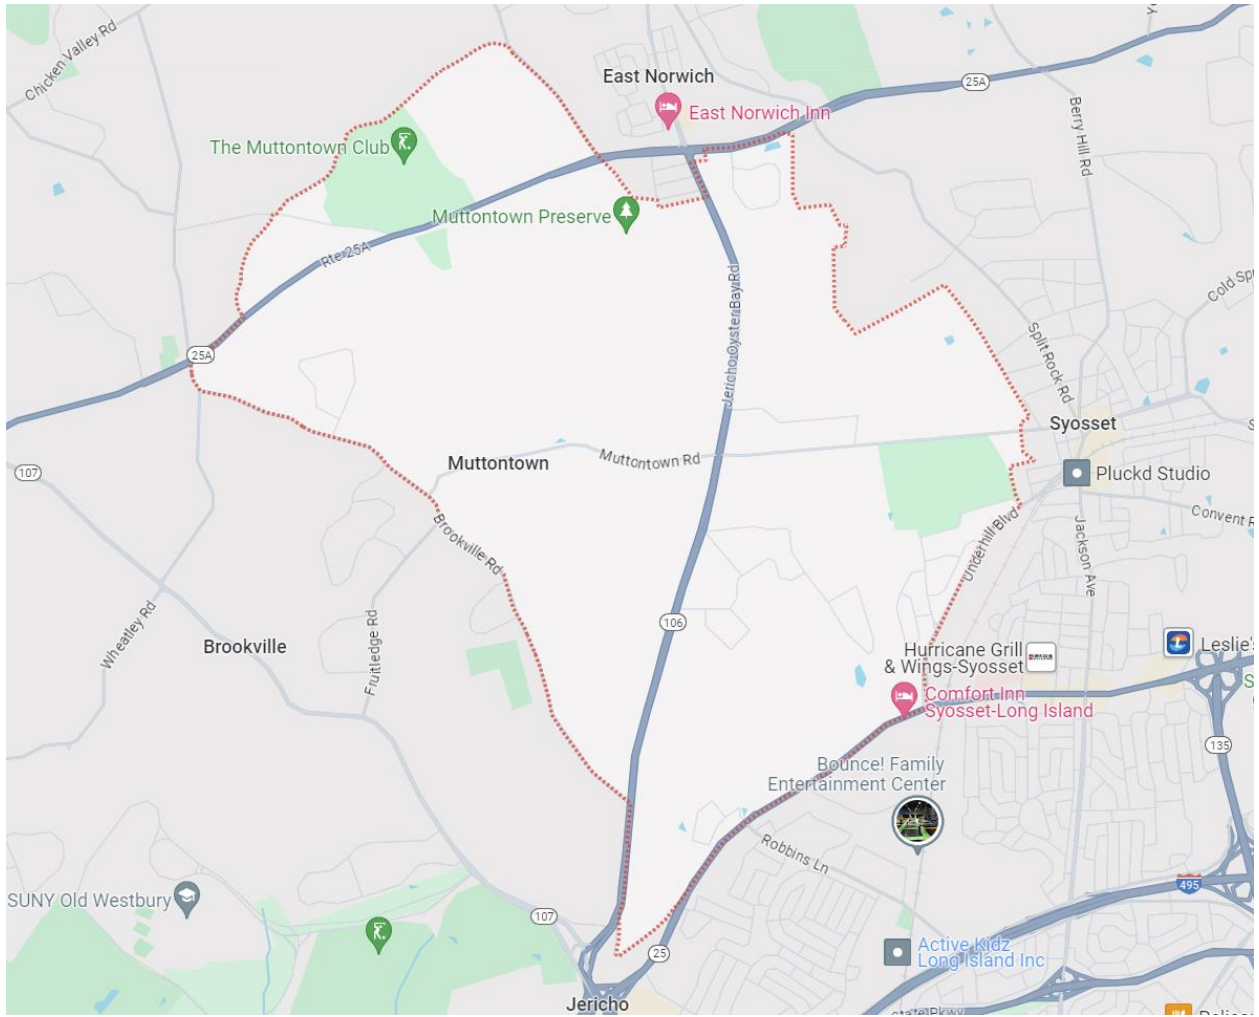 Chicken Valley Rd
East Norwich
25A
East Norwich Inn
Berry Hill Rd
The Muttontown Club
Muttontown Preserve
Rte 25A
Cold Sp
Jericho Oyster Bay Rd
25A
Split Rock Rd
Syosset
Muttontown Rd
Muttontown
107
Pluckd Studio
Convent R
Brookville Rd
Underhill Blvd
Jackson Ave
Wheatley Rd
Fruitledge Rd
106
Brookville
Hurricane Grill
& Wings-Syosset
Leslie's
Comfort Inn
Syosset-Long Island
135
Bounce! Family
Entertainment Center
Robbins Ln
495
SUNY Old Westbury
107
25
Active Kidz
Long Island Inc
Jericho
state Pkwy